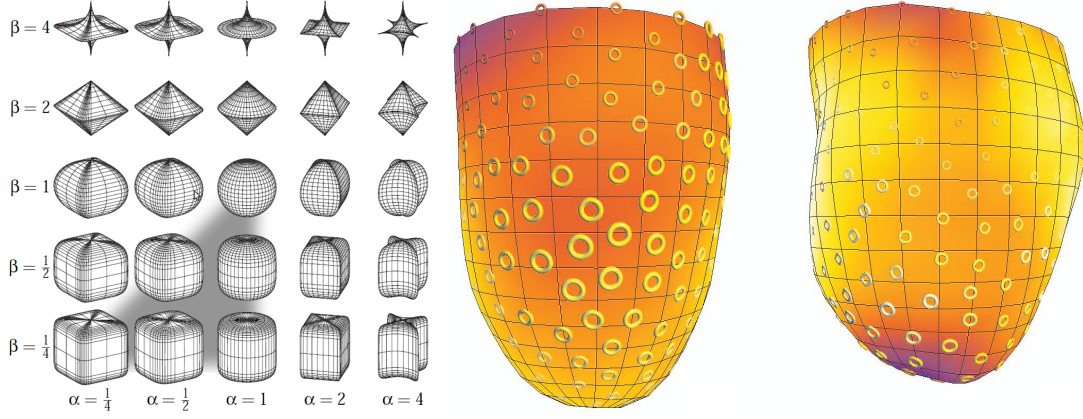 β = 4
β = 2
β = 1
β = 1/2
β = 1/4
α = 1/4 α = 1/2 α = 1 α = 2 α = 4